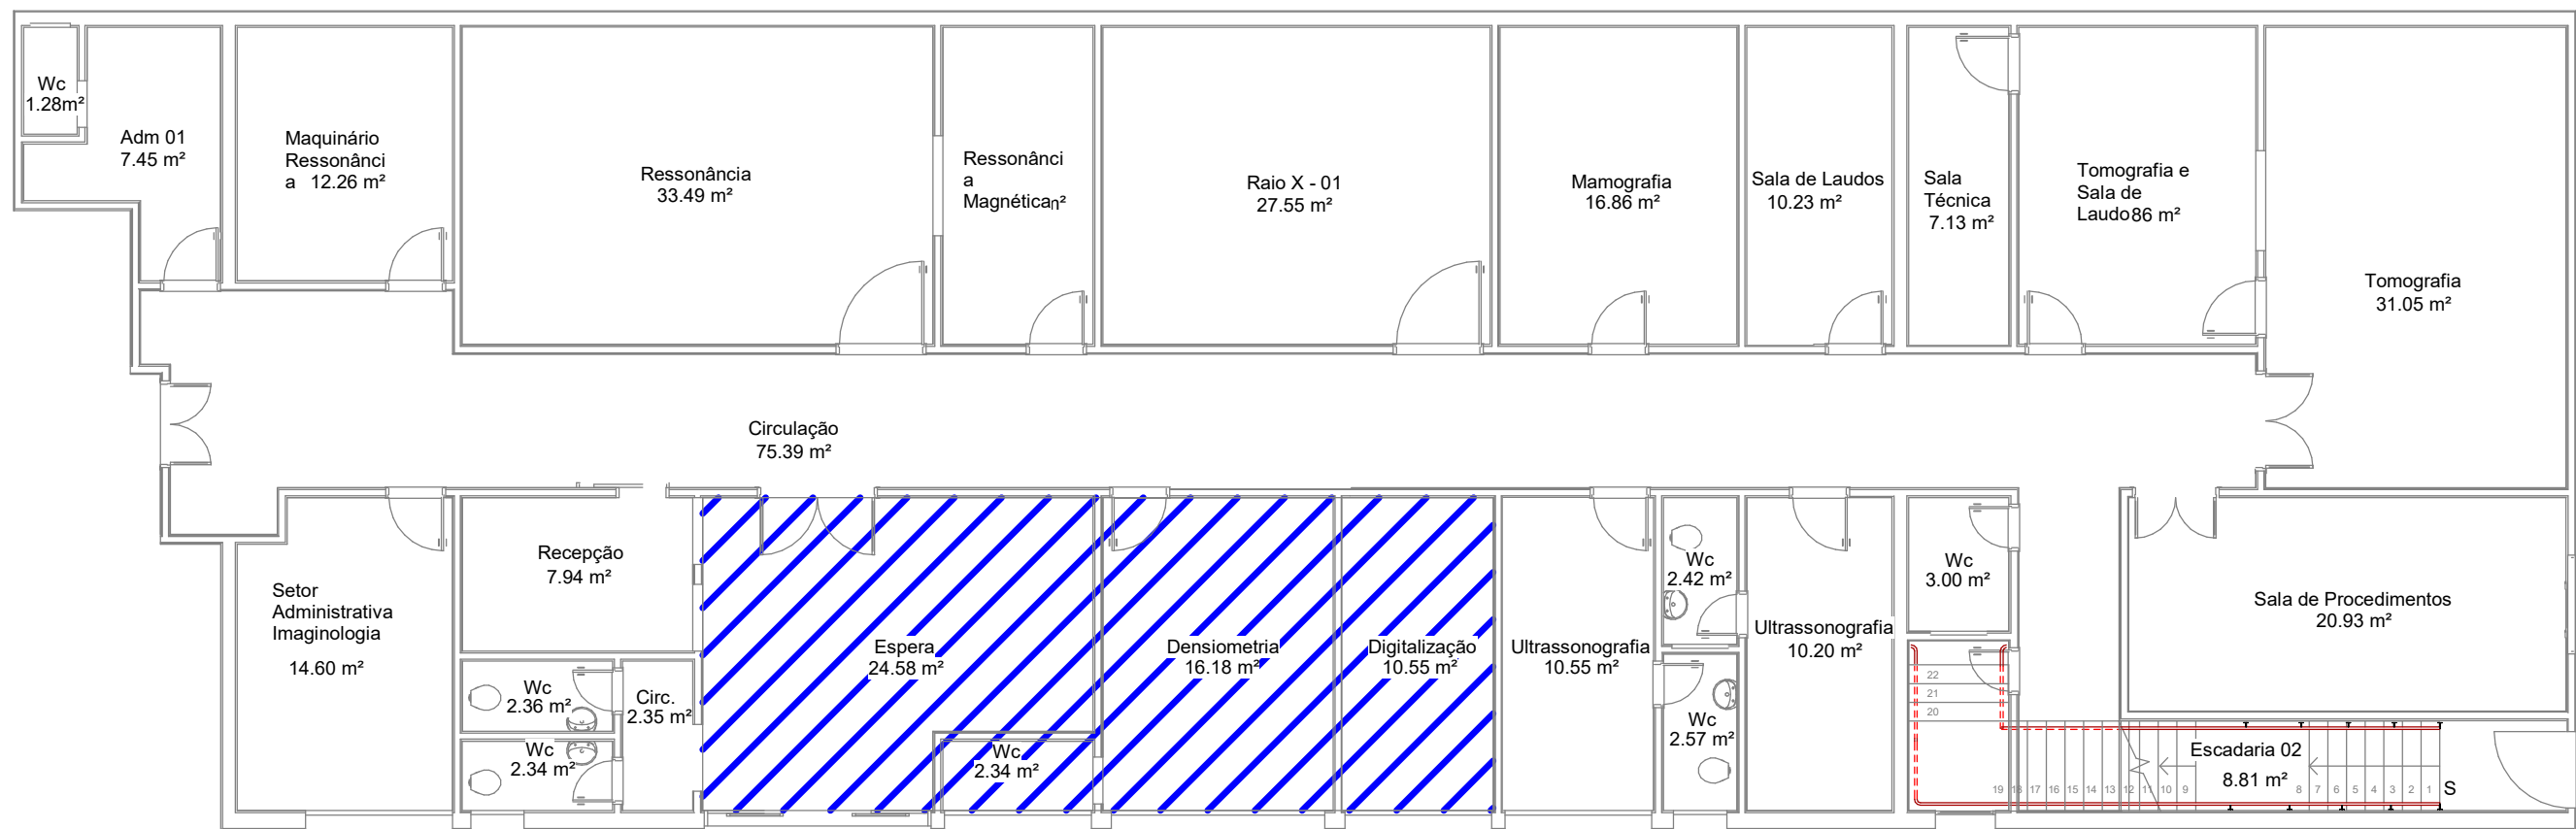 Wc
1.28m²
Adm 01
7.45 m²
Maquinário
Ressonânci
a 12.26 m²
Ressonância
33.49 m²
Ressonânci
a
Magnética
Raio X - 01
27.55 m²
Mamografia
16.86 m²
Sala de Laudos
10.23 m²
Sala
Técnica
7.13 m²
Tomografia e
Sala de
Laudo86 m²
Tomografia
31.05 m²
Circulação
75.39 m²
Setor
Administrativa
Imaginologia
14.60 m²
Recepção
7.94 m²
Wc
2.36 m²
Wc
2.34 m²
Circ.
2.35 m²
Espera
24.58 m²
Wc
2.34 m²
Densiometria
16.18 m²
Digitalização
10.55 m²
Ultrassonografia
10.55 m²
Wc
2.42 m²
Wc
2.57 m²
Ultrassonografia
10.20 m²
Wc
3.00 m²
Sala de Procedimentos
20.93 m²
22
21
20
Escadaria 02
8.81 m²
19 18 17 16 15 14 13 12 11 10 9 8 7 6 5 4 3 2 1 S